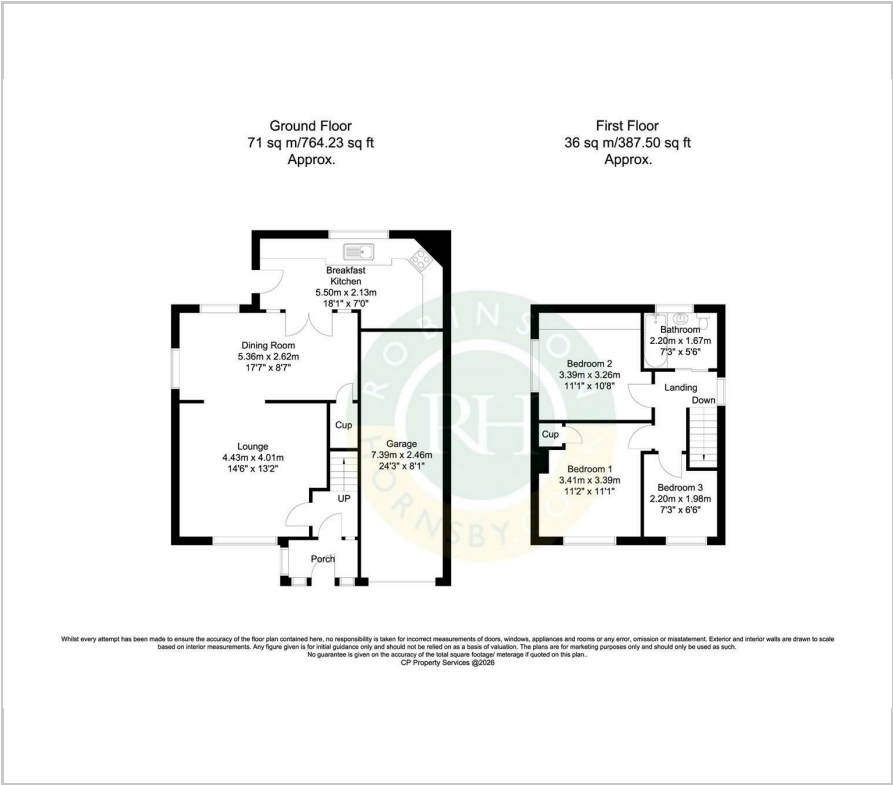 Ground Floor
71 sq m/764.23 sq ft
Approx.
First Floor
36 sq m/387.50 sq ft
Approx.
Breakfast
Kitchen
5.50m x 2.13m
18'1" x 7'0"
Dining Room
5.36m x 2.62m
17'7" x 8'7"
Cup
Lounge
4.43m x 4.01m
14'6" x 13'2"
UP
Garage
7.39m x 2.46m
24'3" x 8'1"
Porch
Bathroom
2.20m x 1.67m
7'3" x 5'6"
Bedroom 2
3.39m x 3.26m
11'1" x 10'8"
Landing
Down
Cup
Bedroom 1
3.41m x 3.39m
11'2" x 11'1"
Bedroom 3
2.20m x 1.98m
7'3" x 6'6"
ROBINSON
RH
HORNSBY
Whilst every attempt has been made to ensure the accuracy of the floor plan contained here, no responsibility is taken for incorrect measurements of doors, windows, appliances and rooms or any error, omission or misstatement. Exterior and interior walls are drawn to scale
based on interior measurements. Any figure given is for initial guidance only and should not be relied on as a basis of valuation. The plans are for marketing purposes only and should only be used as such.
No guarantee is given on the accuracy of the total square footage/ meterage if quoted on this plan..
CP Property Services @2026